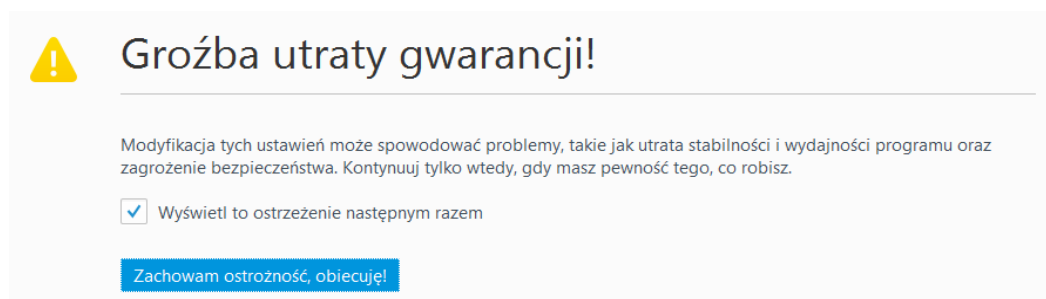 Groźba utraty gwarancji!
Modyfikacja tych ustawień może spowodować problemy, takie jak utrata stabilności i wydajności programu oraz
zagrożenie bezpieczeństwa. Kontynuuj tylko wtedy, gdy masz pewność tego, co robisz.
Wyświetl to ostrzeżenie następnym razem
Zachowam ostrożność, obiecuję!